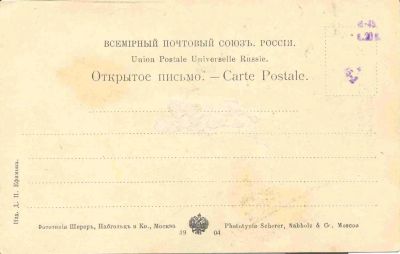 ВСЕМІРНЫЙ ПОЧТОВЫЙ СОЮЗЪ. РОССІЯ.
Union Postale Universelle Russie.
Открытое письмо. — Carte Postale.
Изд. Д. П. Ефимова.
Фототипія Шереръ, Набгольцъ и Ко., Москва
Phototypie Scherer, Nabholz & Co., Moscou
19 04